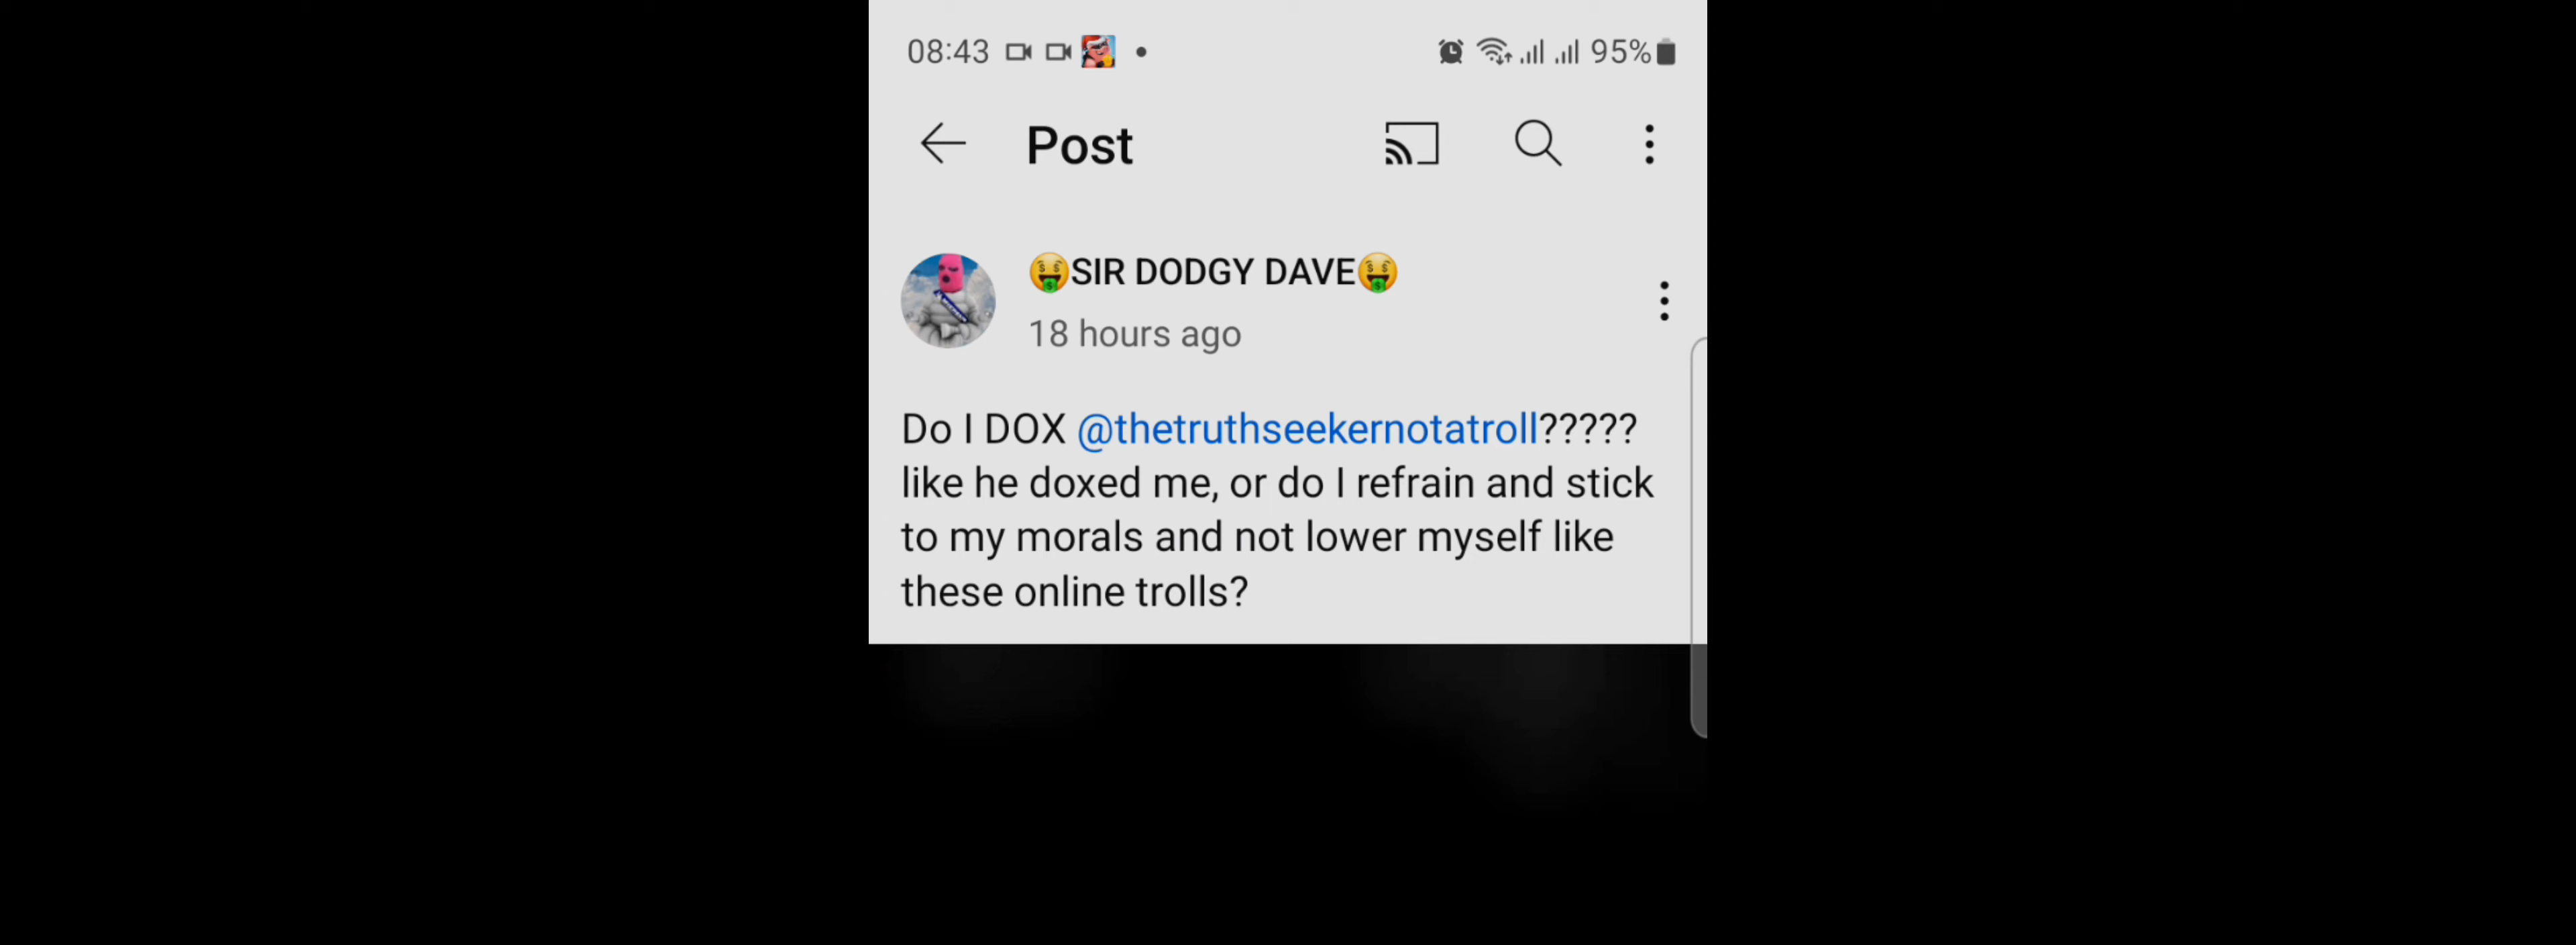 08:43 95%
Post
🤑SIR DODGY DAVE🤑
18 hours ago
Do I DOX @thetruthseekernotatroll?????
like he doxed me, or do I refrain and stick
to my morals and not lower myself like
these online trolls?